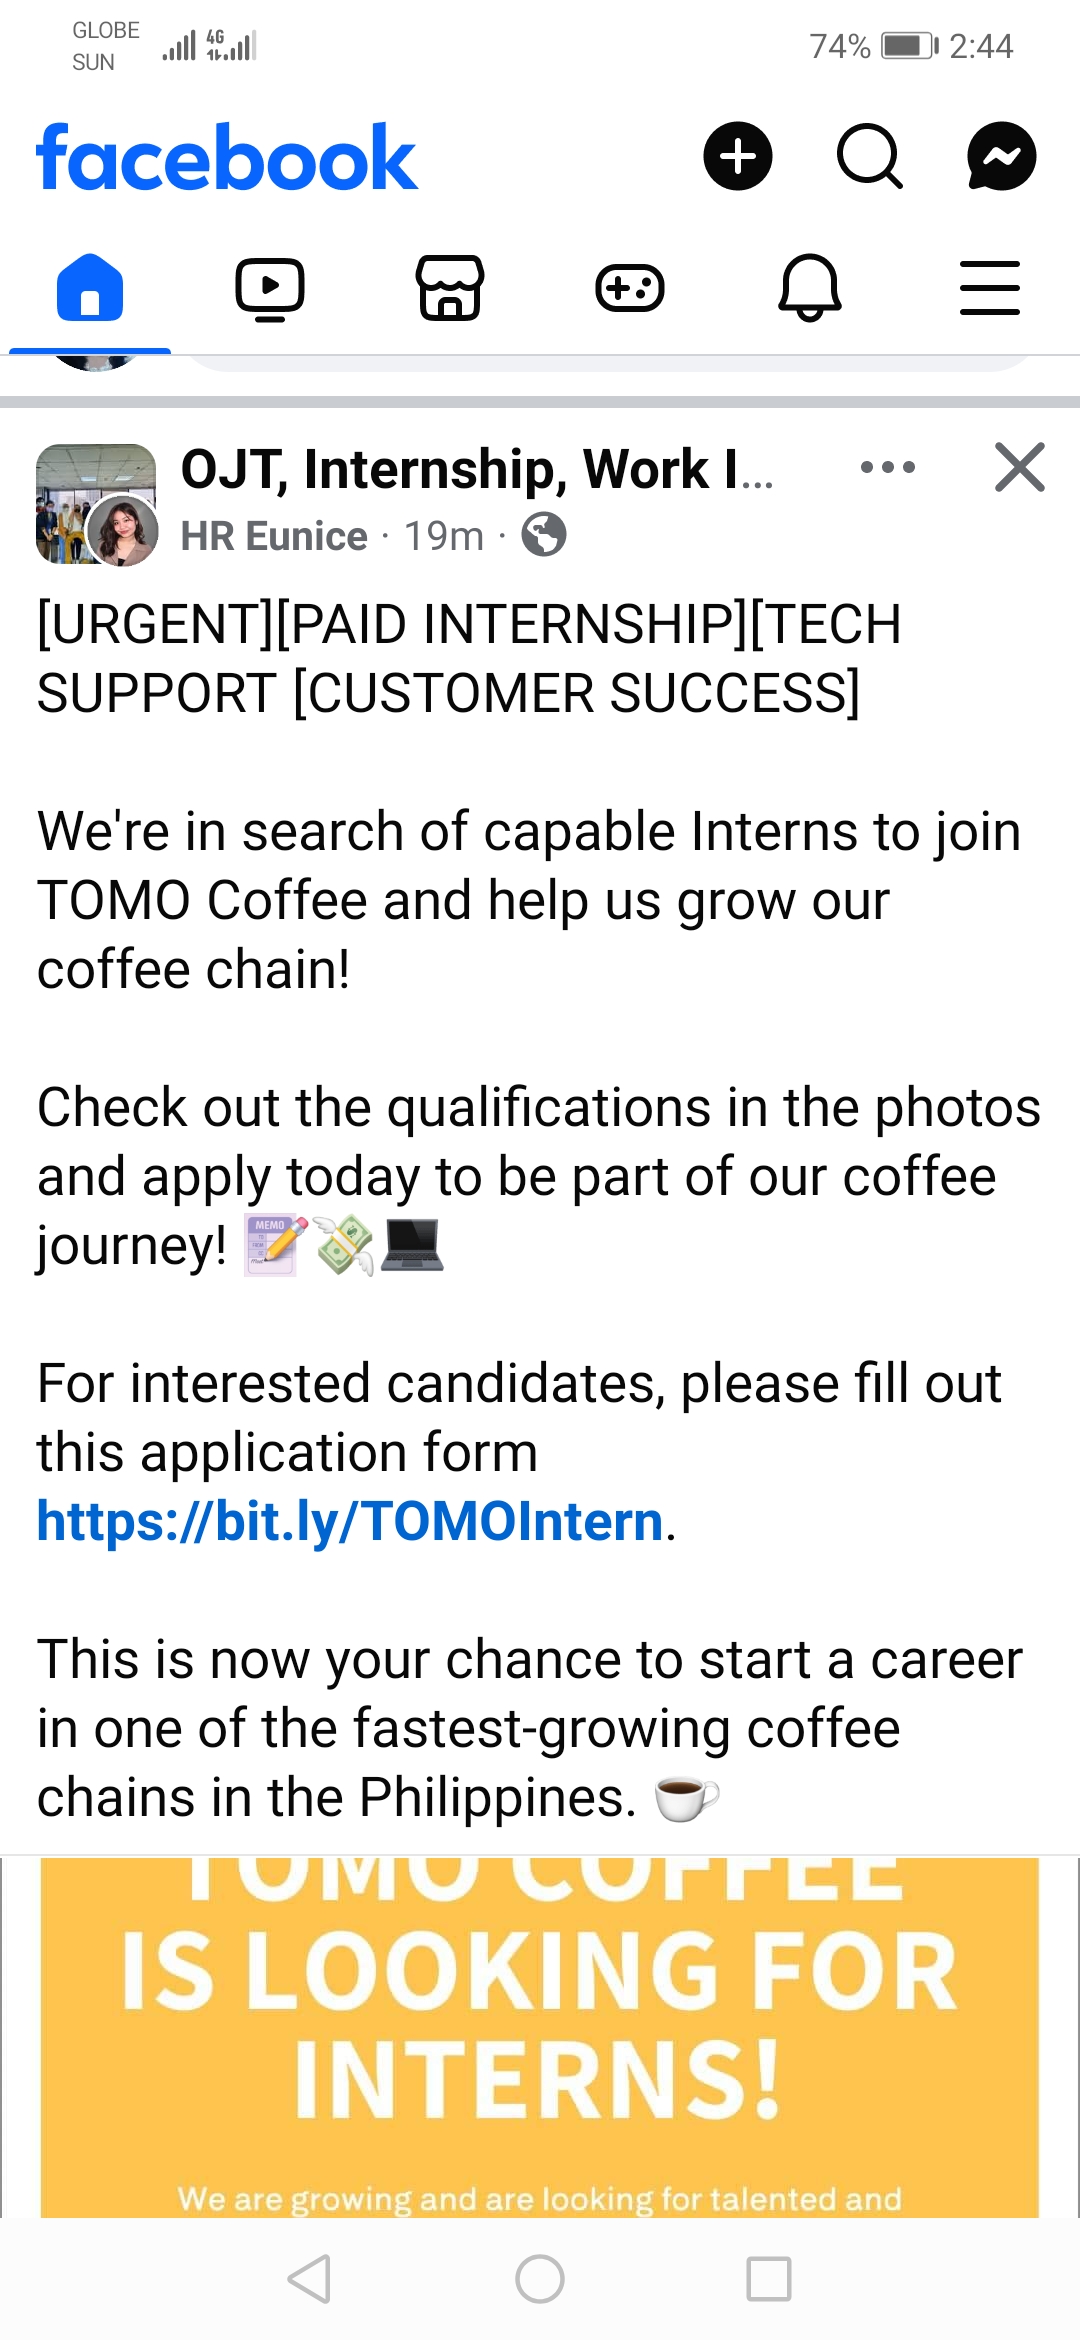 GLOBE
SUN
4G
74%
2:44
facebook
OJT, Internship, Work I...
HR Eunice · 19m ·
[URGENT][PAID INTERNSHIP][TECH
SUPPORT [CUSTOMER SUCCESS]
We're in search of capable Interns to join
TOMO Coffee and help us grow our
coffee chain!
Check out the qualifications in the photos
and apply today to be part of our coffee
journey! 📝💸💻
For interested candidates, please fill out
this application form
https://bit.ly/TOMOIntern.
This is now your chance to start a career
in one of the fastest-growing coffee
chains in the Philippines. ☕
TOMO COFFEE
IS LOOKING FOR
INTERNS!
We are growing and are looking for talented and